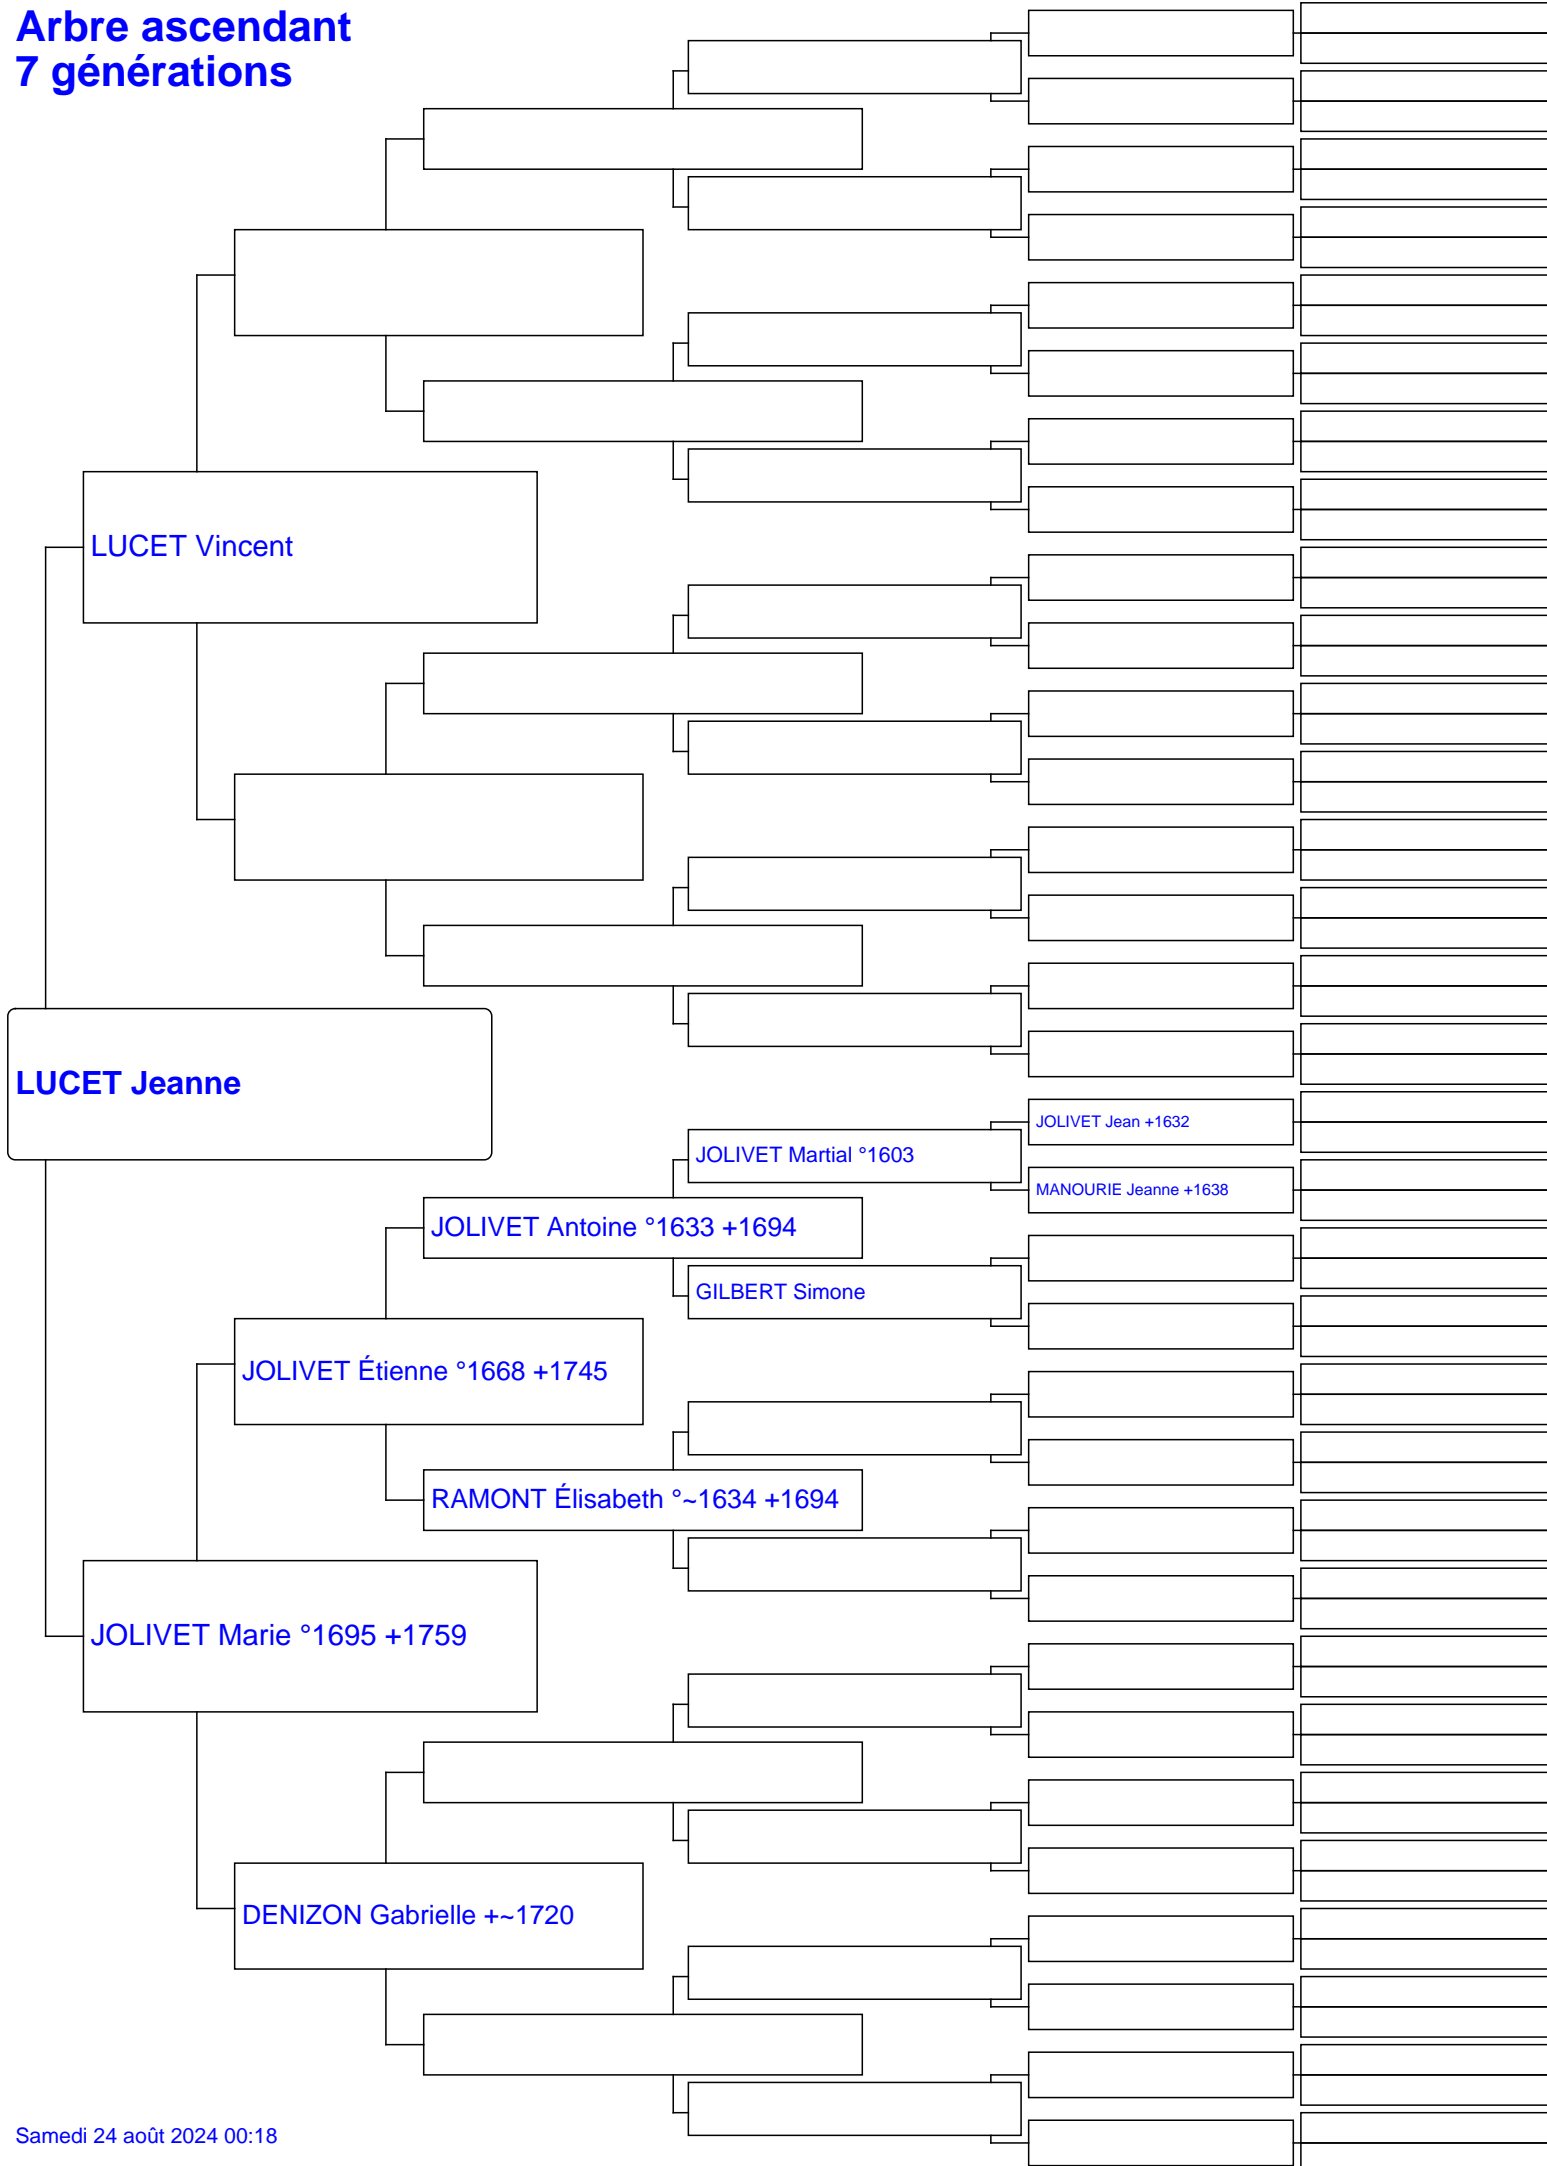 Arbre ascendant
7 générations
LUCET Vincent
LUCET Jeanne
JOLIVET Jean +1632
JOLIVET Martial °1603
MANOURIE Jeanne +1638
JOLIVET Antoine °1633 +1694
GILBERT Simone
JOLIVET Étienne °1668 +1745
RAMONT Élisabeth °~1634 +1694
JOLIVET Marie °1695 +1759
DENIZON Gabrielle +~1720
Samedi 24 août 2024 00:18